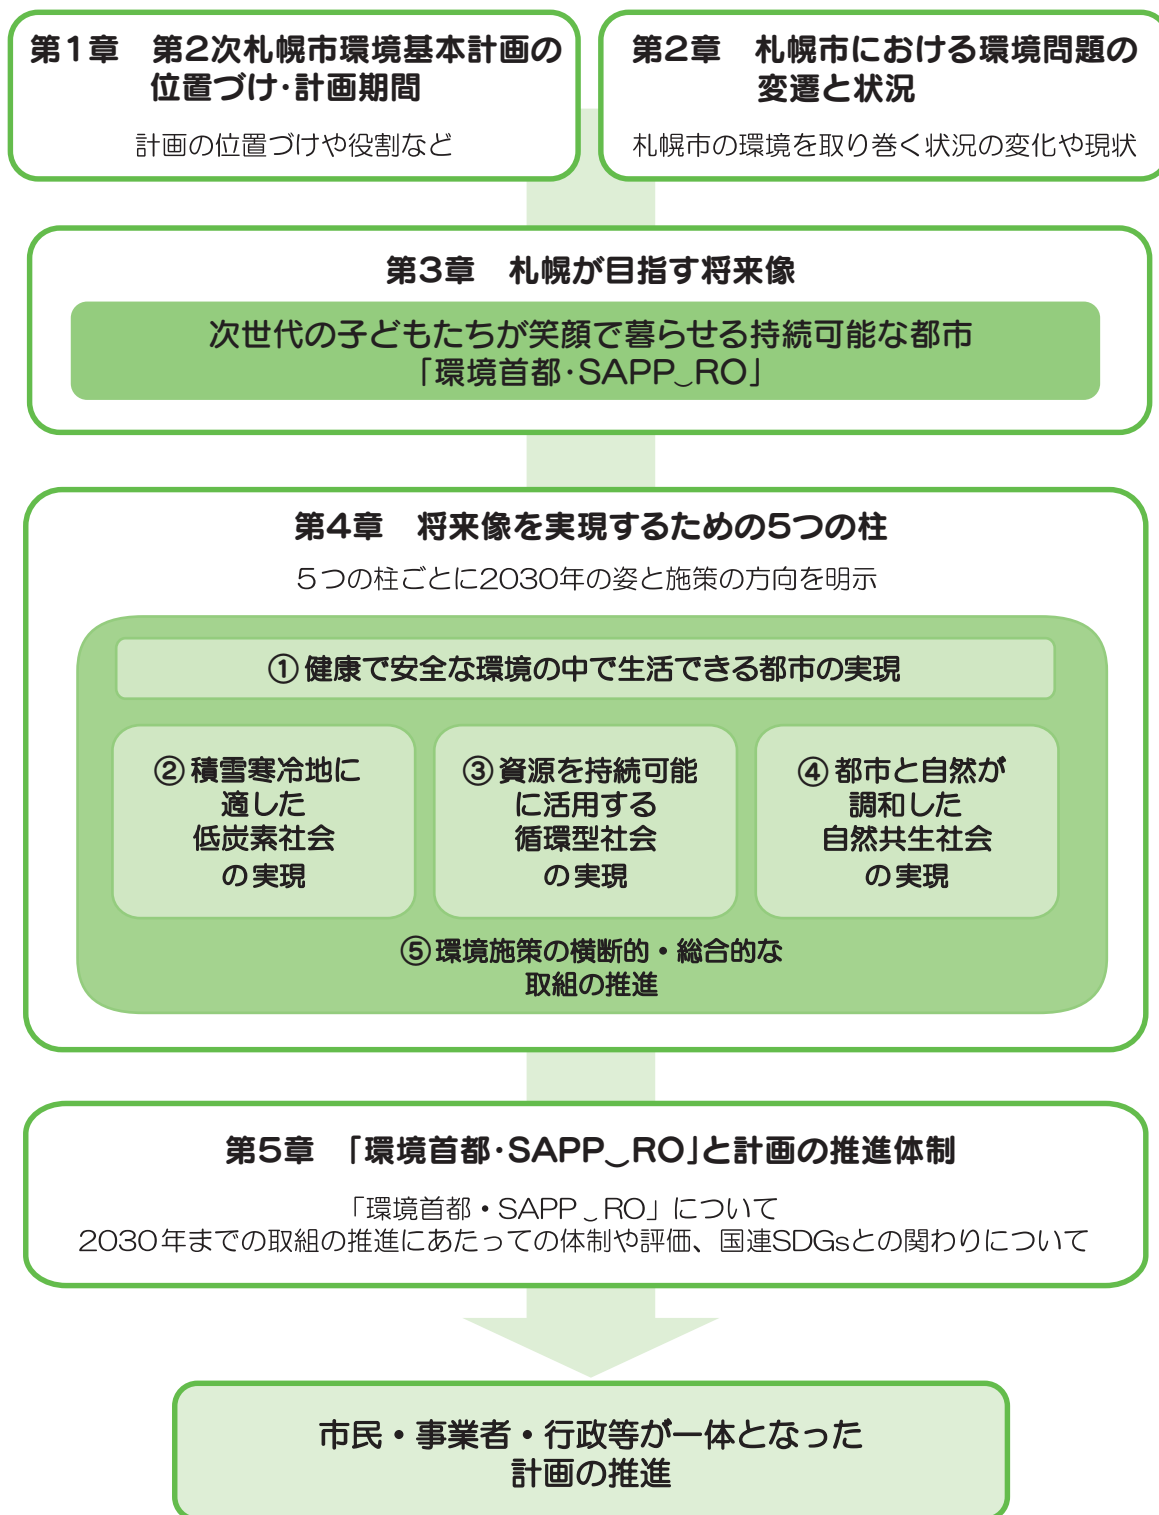 第1章　第2次札幌市環境基本計画の
位置づけ・計画期間
計画の位置づけや役割など
第2章　札幌市における環境問題の
変遷と状況
札幌市の環境を取り巻く状況の変化や現状
第3章　札幌が目指す将来像
次世代の子どもたちが笑顔で暮らせる持続可能な都市
「環境首都・SAPP‿RO」
第4章　将来像を実現するための5つの柱
5つの柱ごとに2030年の姿と施策の方向を明示
①健康で安全な環境の中で生活できる都市の実現
②積雪寒冷地に
適した
低炭素社会
の実現
③資源を持続可能
に活用する
循環型社会
の実現
④都市と自然が
調和した
自然共生社会
の実現
⑤環境施策の横断的・総合的な
取組の推進
第5章　「環境首都・SAPP‿RO」と計画の推進体制
「環境首都・SAPP‿RO」について
2030年までの取組の推進にあたっての体制や評価、国連SDGsとの関わりについて
市民・事業者・行政等が一体となった
計画の推進